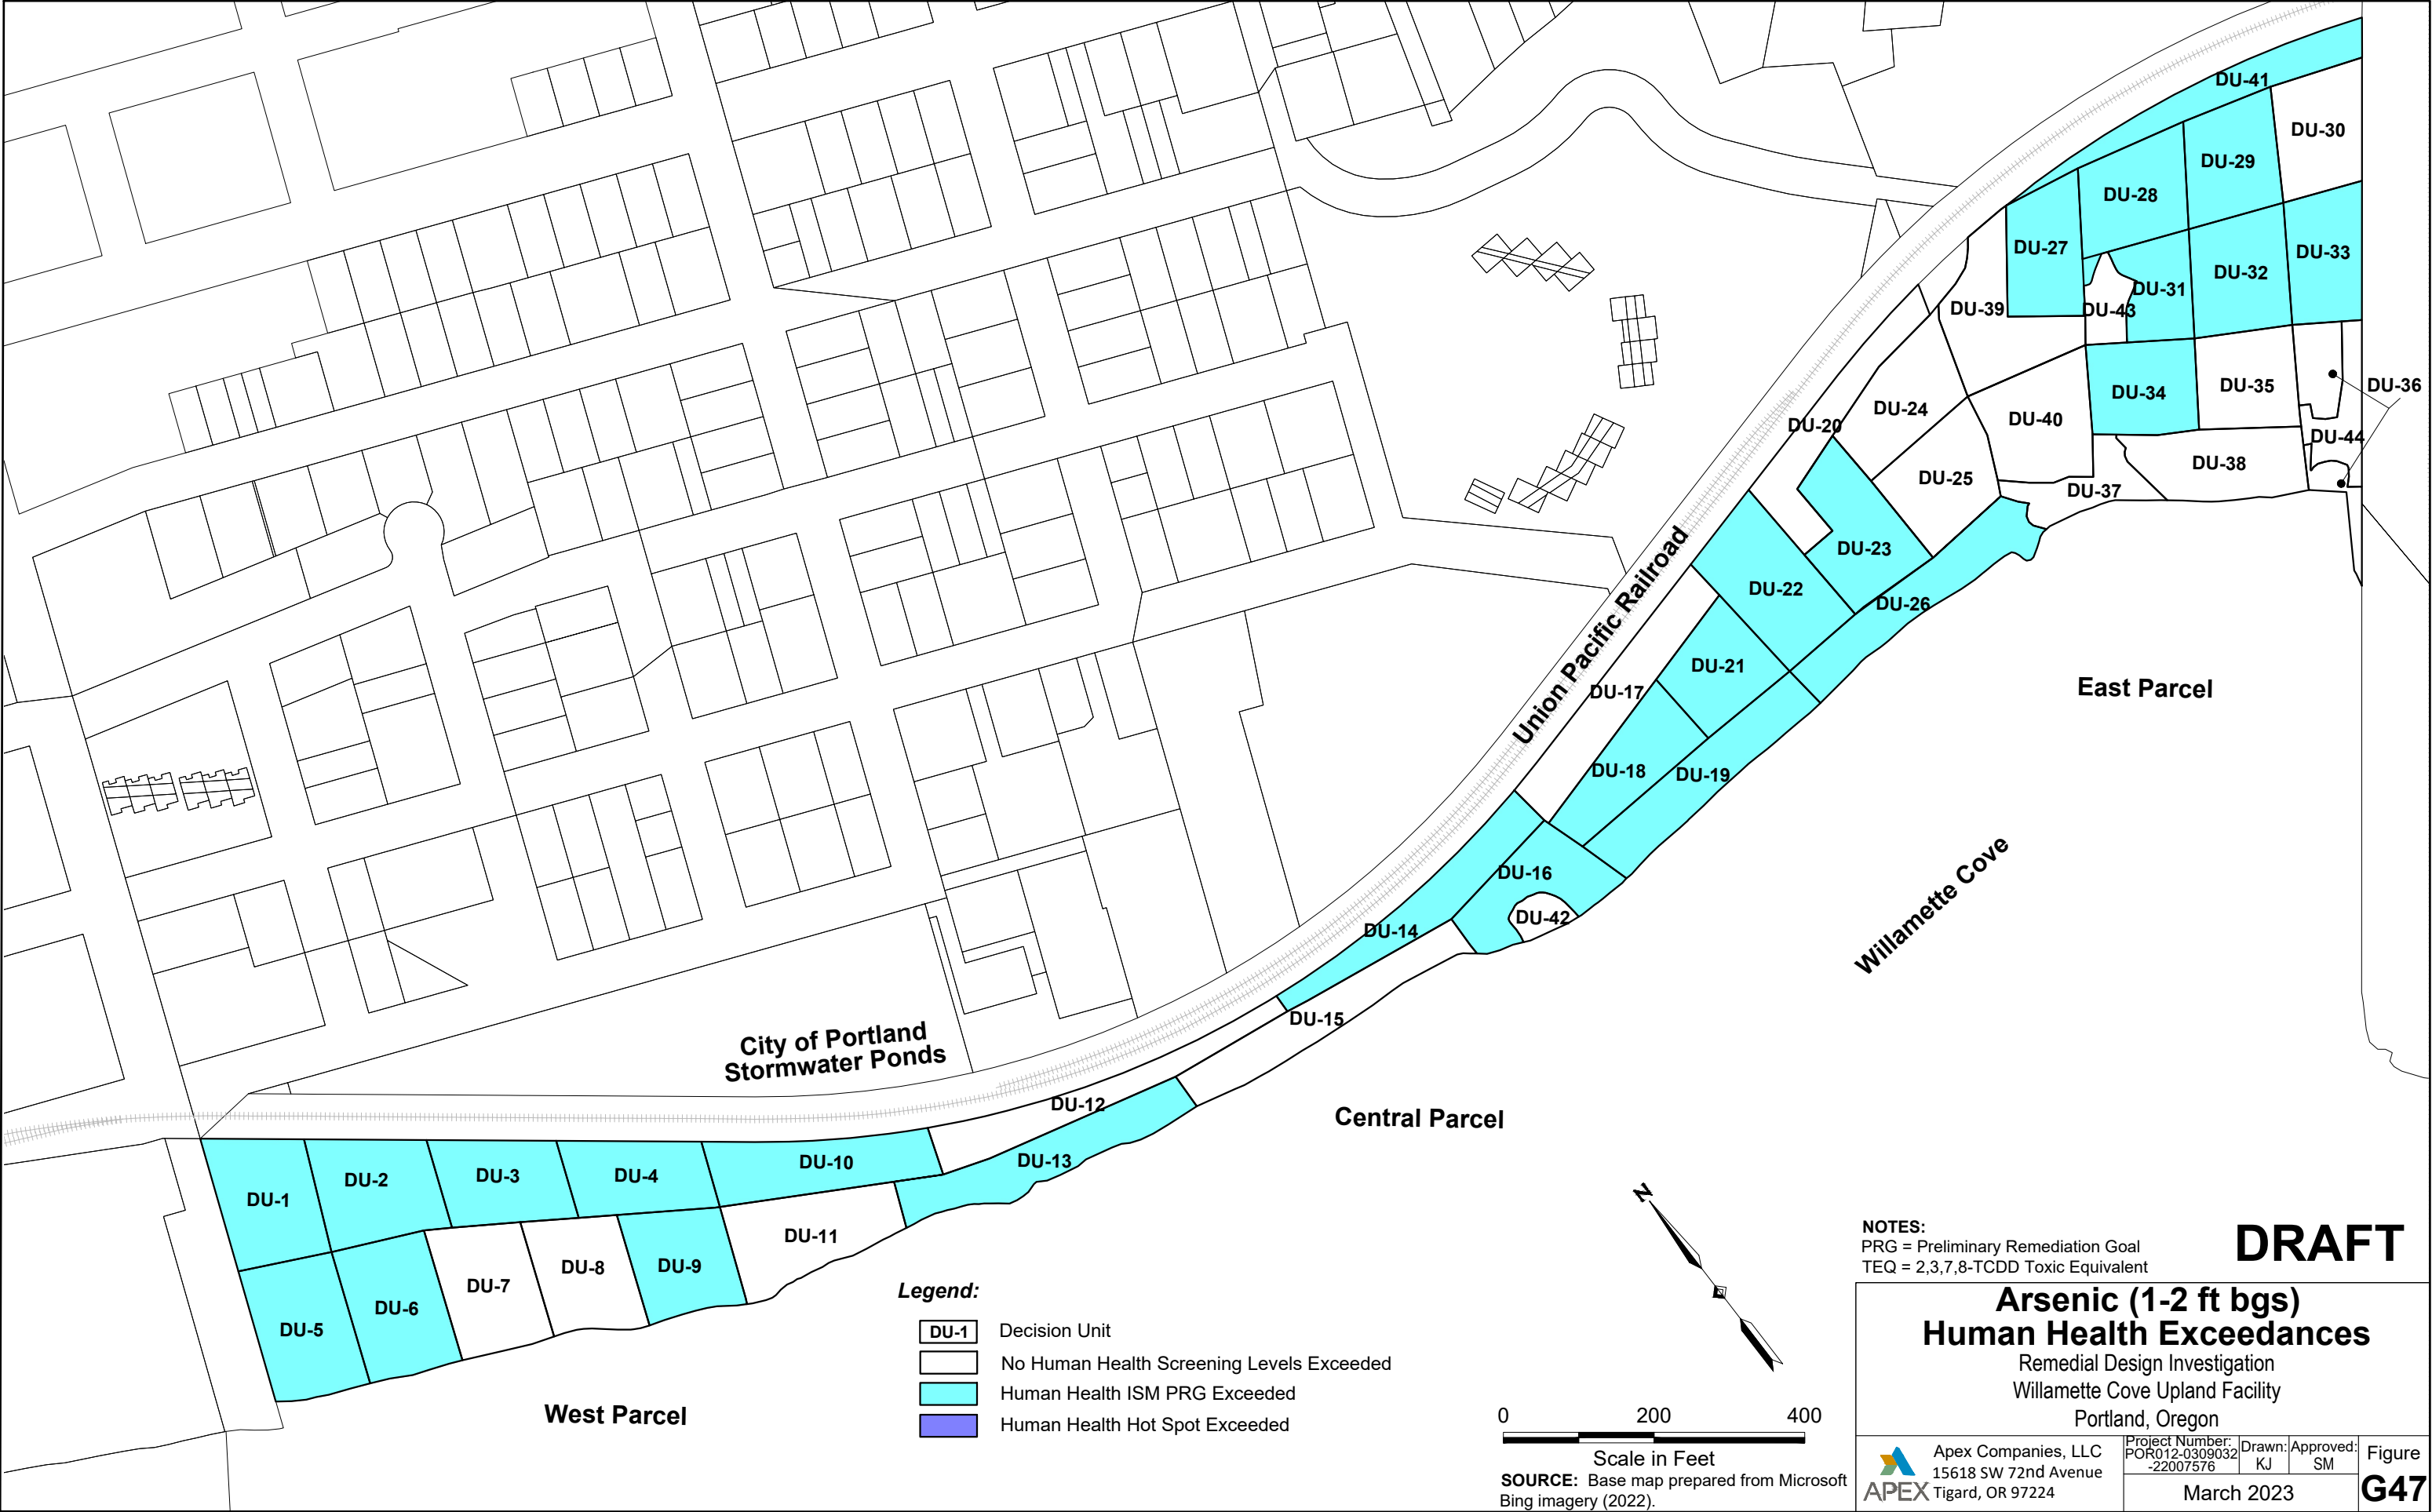 DU-41
DU-30
DU-29
DU-28
DU-27
DU-33
DU-32
DU-31
DU-39
DU-43
DU-36
DU-35
DU-34
DU-24
DU-40
DU-20
DU-44
DU-38
DU-25
DU-37
DU-23
DU-22
DU-26
Union Pacific Railroad
DU-21
East Parcel
DU-17
DU-18
DU-19
DU-16
DU-42
DU-14
Willamette Cove
DU-15
City of Portland
Stormwater Ponds
DU-12
Central Parcel
DU-13
DU-10
DU-4
DU-3
DU-2
DU-1
DU-11
DU-9
DU-8
DU-7
DU-6
DU-5
West Parcel
N
Legend:
DU-1 Decision Unit
No Human Health Screening Levels Exceeded
Human Health ISM PRG Exceeded
Human Health Hot Spot Exceeded
0 200 400
Scale in Feet
SOURCE: Base map prepared from Microsoft
Bing imagery (2022).
NOTES:
PRG = Preliminary Remediation Goal
TEQ = 2,3,7,8-TCDD Toxic Equivalent
DRAFT
Arsenic (1-2 ft bgs)
Human Health Exceedances
Remedial Design Investigation
Willamette Cove Upland Facility
Portland, Oregon
APEX
Apex Companies, LLC
15618 SW 72nd Avenue
Tigard, OR 97224
Project Number:
POR012-0309032
-22007576
Drawn:
KJ
Approved:
SM
March 2023
Figure
G47